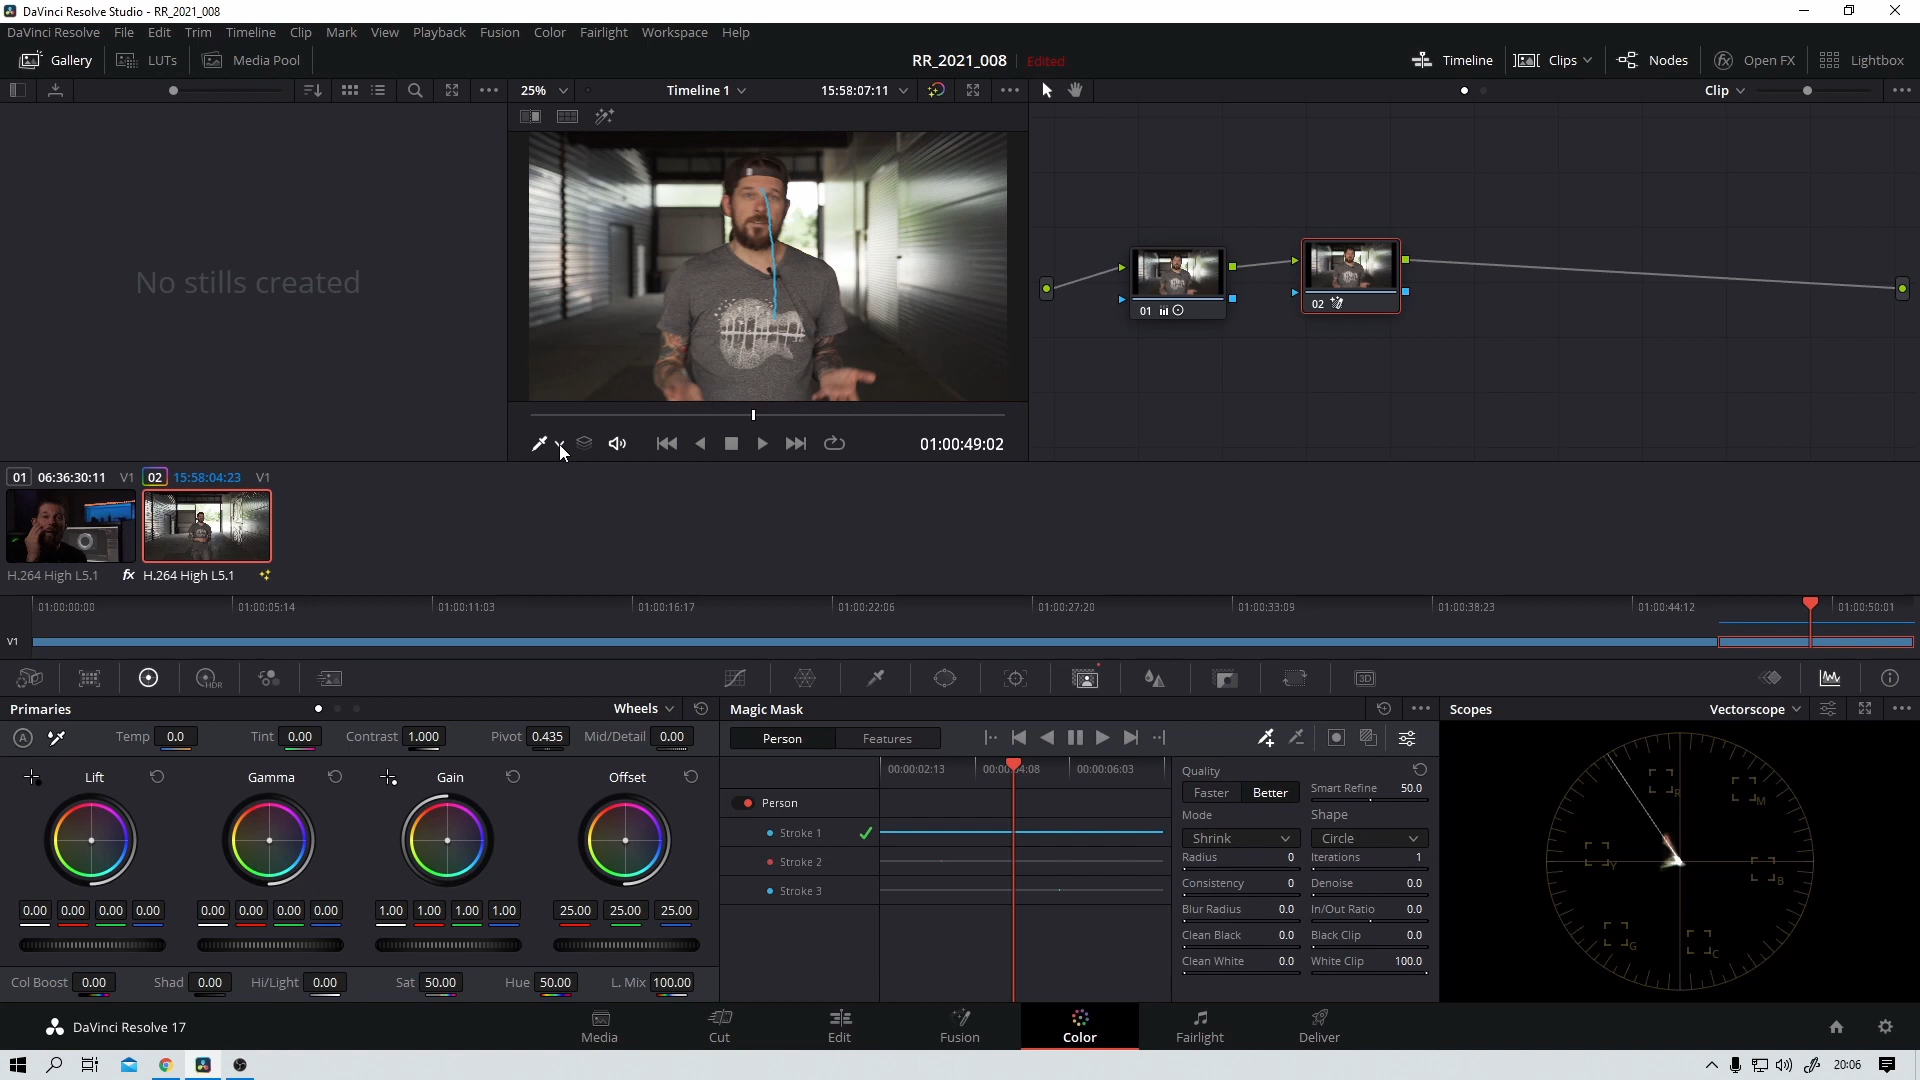 DaVinci Resolve Studio - RR_2021_008
DaVinci Resolve File Edit Trim Timeline Clip Mark View Playback Fusion Color Fairlight Workspace Help
Gallery LUTs Media Pool RR_2021_008 Edited Timeline Clips Nodes Open FX Lightbox
25% Timeline 1 15:58:07:11 Clip
No stills created
01
02
01:00:49:02
01 06:36:30:11 V1 02 15:58:04:23 V1
H.264 High L5.1 fx H.264 High L5.1
01:00:00:00 01:00:05:14 01:00:11:03 01:00:16:17 01:00:22:06 01:00:27:20 01:00:33:09 01:00:38:23 01:00:44:12 01:00:50:01
V1
HDR 3D
Primaries Wheels Magic Mask Scopes Vectorscope
A Temp 0.0 Tint 0.00 Contrast 1.000 Pivot 0.435 Mid/Detail 0.00 Person Features
Lift Gamma Gain Offset
00:00:02:13 00:00:04:08 00:00:06:03
Quality
Faster Better Smart Refine 50.0
Person
Mode Shape
Stroke 1 Shrink Circle
Radius 0 Iterations 1
Stroke 2
Consistency 0 Denoise 0.0
Stroke 3
Blur Radius 0.0 In/Out Ratio 0.0
Clean Black 0.0 Black Clip 0.0
Clean White 0.0 White Clip 100.0
R M Y B G C
0.00 0.00 0.00 0.00 0.00 0.00 0.00 0.00 1.00 1.00 1.00 1.00 25.00 25.00 25.00
Col Boost 0.00 Shad 0.00 Hi/Light 0.00 Sat 50.00 Hue 50.00 L. Mix 100.00
DaVinci Resolve 17 Media Cut Edit Fusion Color Fairlight Deliver
20:06